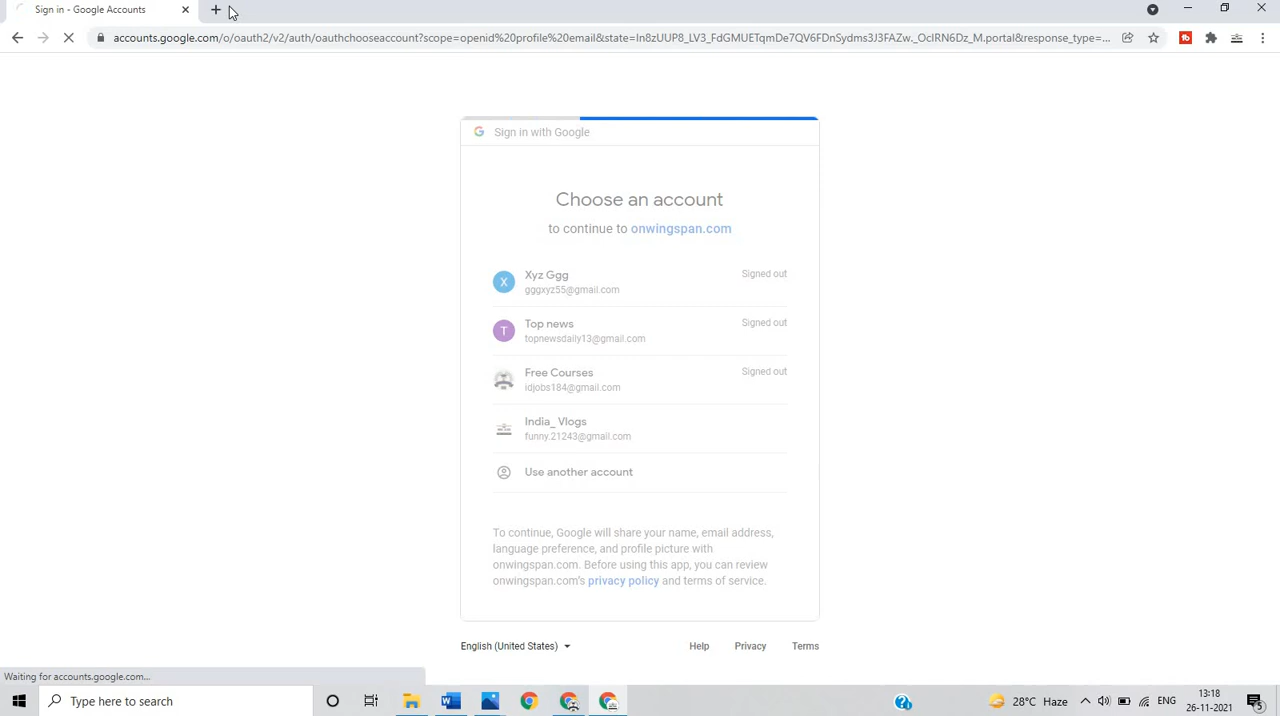 Sign in - Google Accounts
accounts.google.com/o/oauth2/v2/auth/oauthchooseaccount?scope=openid%20profile%20email&state=In8zUUP8_LV3_FdGMUETqmDe7QV6FDnSydms3J3FAZw._OclRN6Dz_M.portal&response_type=...
Sign in with Google
Choose an account
to continue to onwingspan.com
X
Xyz Ggg
Signed out
gggxyz55@gmail.com
T
Top news
Signed out
topnewsdaily13@gmail.com
Free Courses
Signed out
idjobs184@gmail.com
India_ Vlogs
funny.21243@gmail.com
Use another account
To continue, Google will share your name, email address,
language preference, and profile picture with
onwingspan.com. Before using this app, you can review
onwingspan.com's privacy policy and terms of service.
English (United States)
Help
Privacy
Terms
Waiting for accounts.google.com...
Type here to search
28°C Haze
ENG
13:18
26-11-2021
5